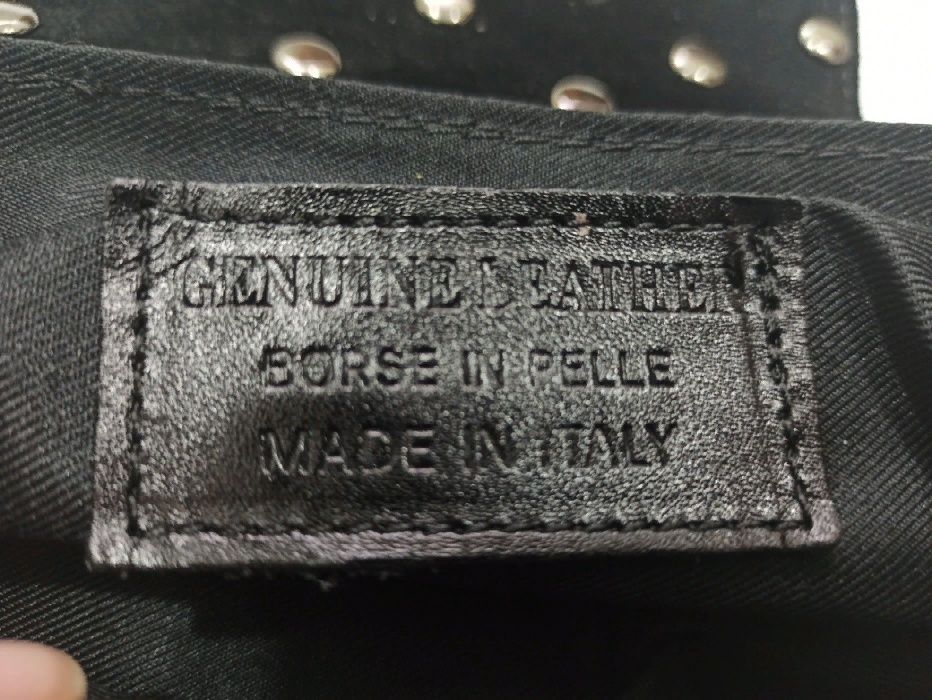 GENUINE LEATHER
BORSE IN PELLE
MADE IN ITALY